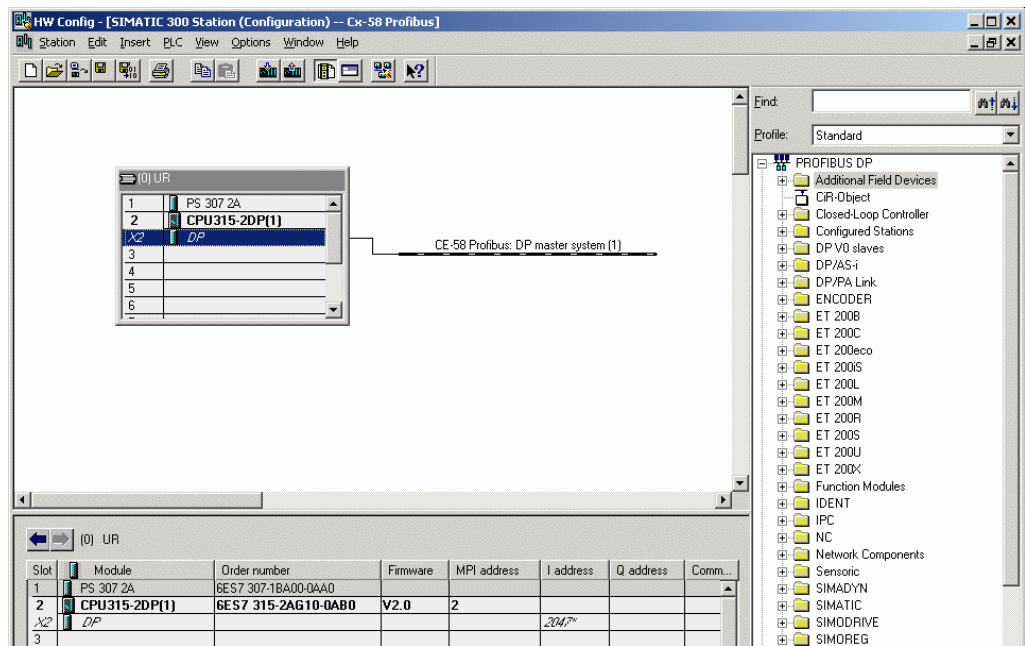 HW Config - [SIMATIC 300 Station (Configuration) -- Cx-58 Profibus]
Station Edit Insert PLC View Options Window Help
Find:
Profile: Standard
(0) UR
1 PS 307 2A
2 CPU315-2DP(1)
X2 DP
3
4
5
6
CE-58 Profibus: DP master system (1)
PROFIBUS DP
Additional Field Devices
CiR-Object
Closed-Loop Controller
Configured Stations
DP V0 slaves
DP/AS-i
DP/PA Link
ENCODER
ET 200B
ET 200C
ET 200eco
ET 200iS
ET 200L
ET 200M
ET 200R
ET 200S
ET 200U
ET 200X
Function Modules
IDENT
IPC
NC
Network Components
Sensoric
SIMADYN
SIMATIC
SIMODRIVE
SIMOREG
(0) UR
Slot Module Order number Firmware MPI address I address Q address Comm...
1 PS 307 2A 6ES7 307-1BA00-0AA0
2 CPU315-2DP(1) 6ES7 315-2AG10-0AB0 V2.0 2
X2 DP 2047*
3